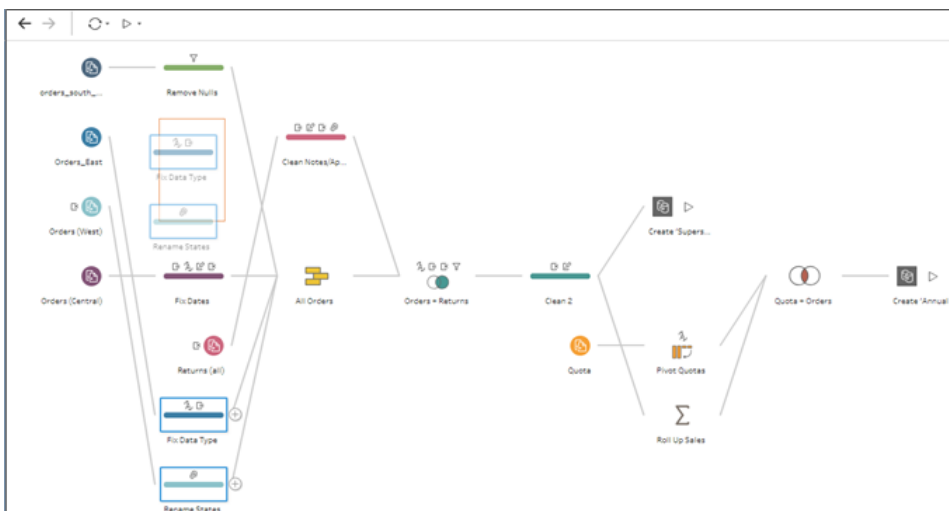 orders_south_...
Remove Nulls
Orders_East
Fix Data Type
Clean Notes/Ap...
Orders (West)
Rename States
Create 'Supers...
Orders (Central)
Fix Dates
All Orders
Orders + Returns
Clean 2
Quota + Orders
Create 'Annual
Returns (all)
Quota
Pivot Quotas
Fix Data Type
Roll Up Sales
Rename States